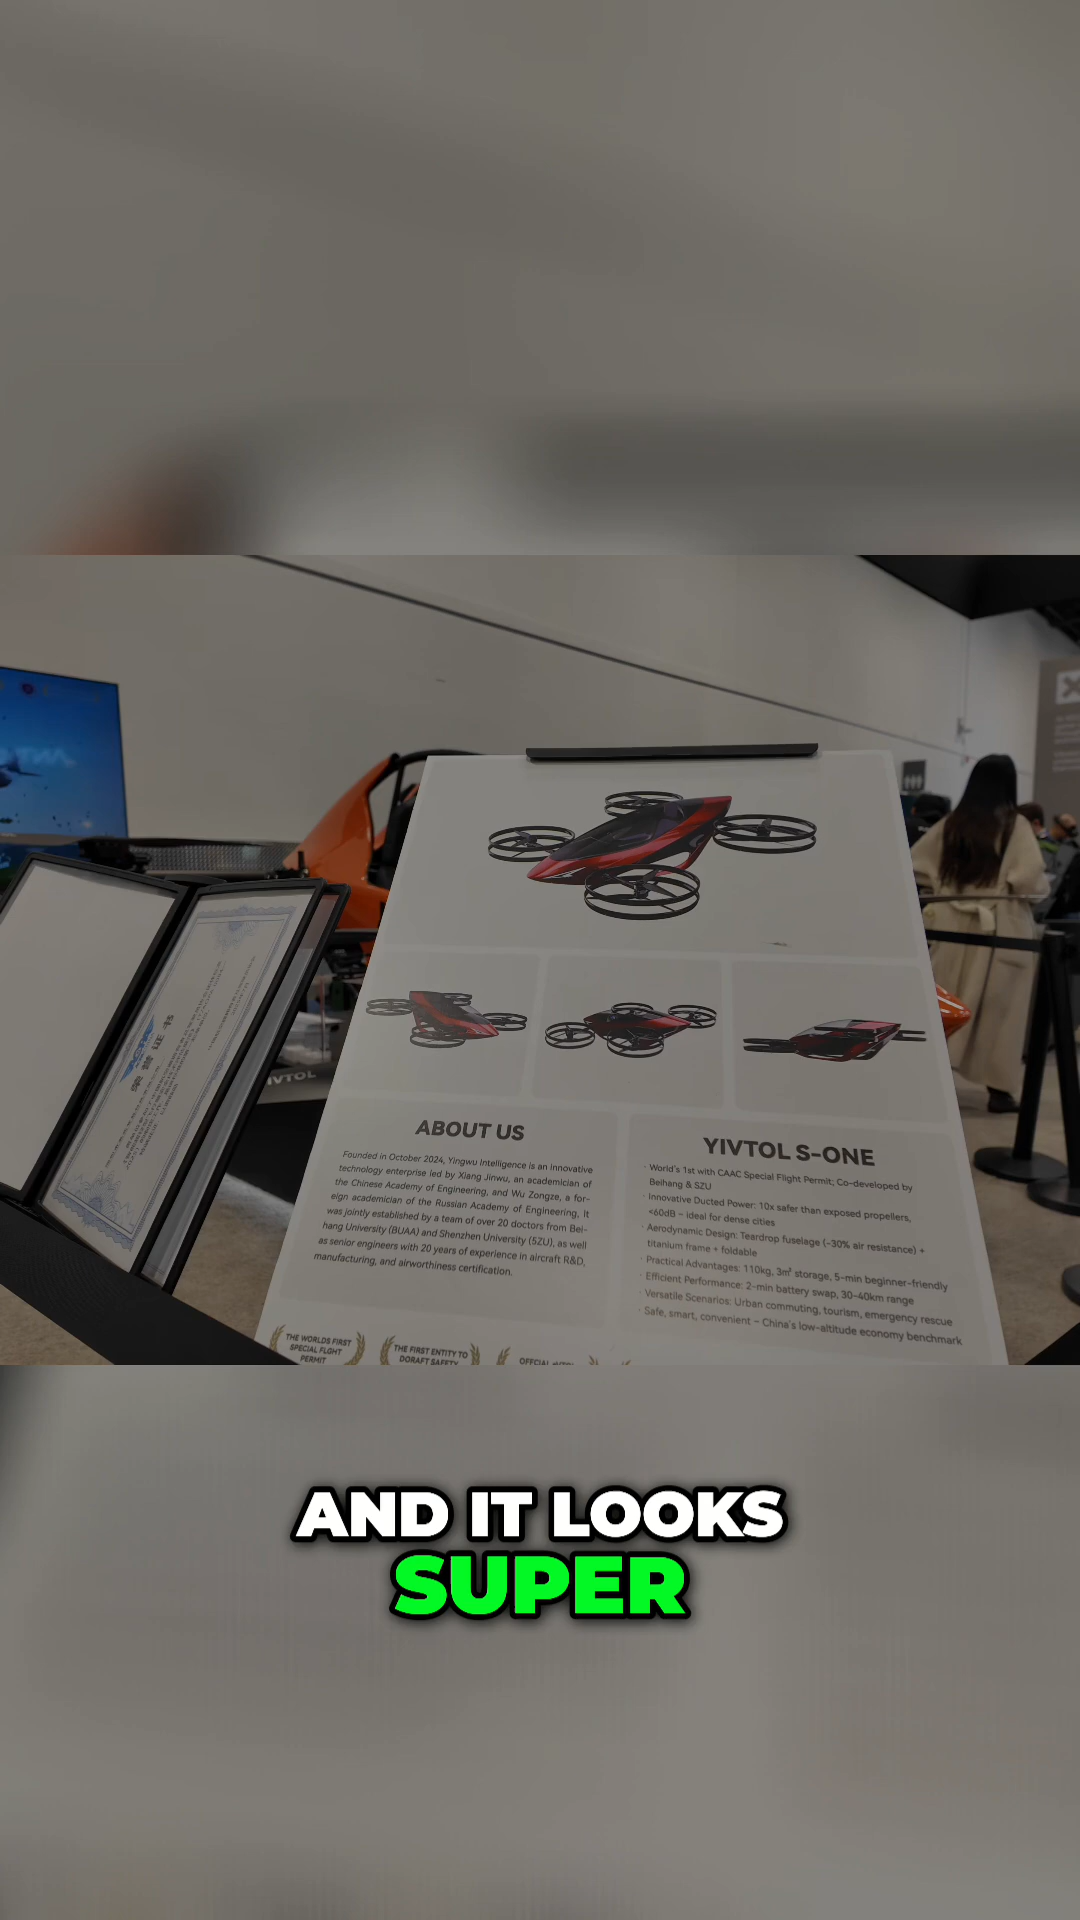 ABOUT US
Founded in October 2024, Yingwu Intelligence is an innovative
technology enterprise led by Xiang Jinwu, an academician of
the Chinese Academy of Engineering, and Wu Zongze, a for-
eign academician of the Russian Academy of Engineering, it
was jointly established by a team of over 20 doctors from Bei-
hang University (BUAA) and Shenzhen University (SZU), as well
as senior engineers with 20 years of experience in aircraft R&D,
manufacturing, and airworthiness certification.
YIVTOL S-ONE
· World's 1st with CAAC Special Flight Permit; Co-developed by
Beihang & SZU
· Innovative Ducted Power: 10x safer than exposed propellers,
<60dB – ideal for dense cities
· Aerodynamic Design: Teardrop fuselage (-30% air resistance) +
titanium frame + foldable
· Practical Advantages: 110kg, 3m² storage, 5-min beginner-friendly
· Efficient Performance: 2-min battery swap, 30-40km range
· Versatile Scenarios: Urban commuting, tourism, emergency rescue
· Safe, smart, convenient – China's low-altitude economy benchmark
THE WORLDS FIRST
SPECIAL FLGHT
PERMIT
THE FIRST ENTITY TO
DORAFT SAFETY
YIVTOL
AND IT LOOKS
SUPER